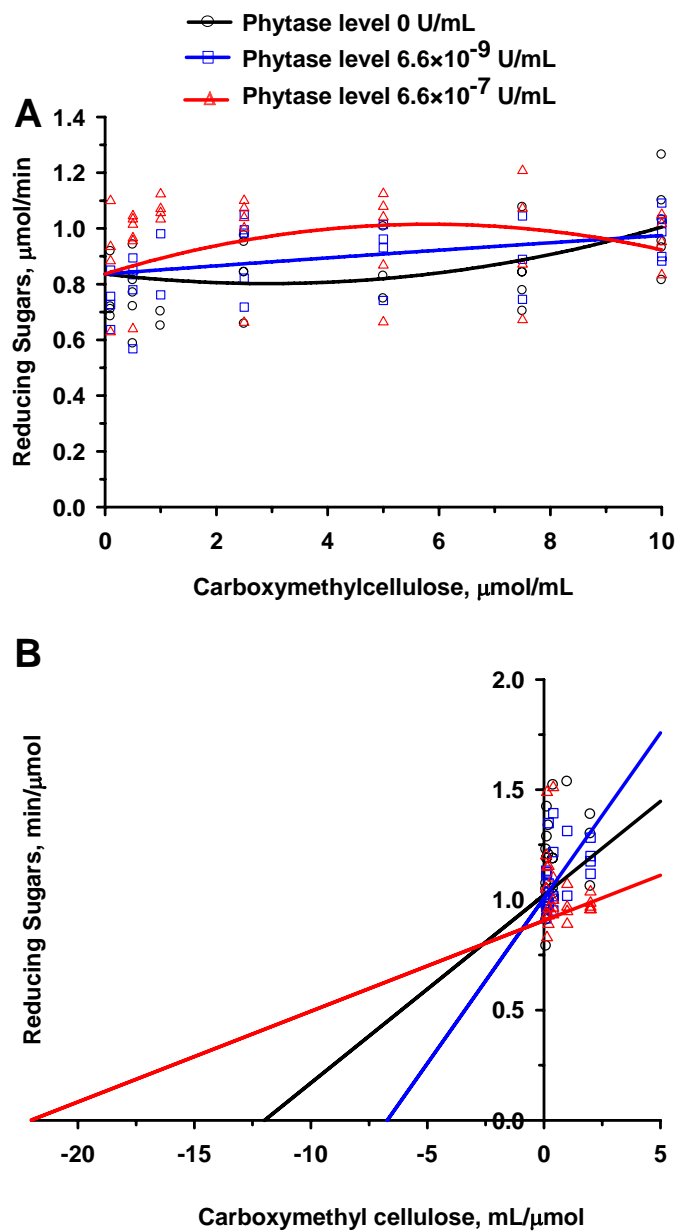 Phytase level 0 U/mL
Phytase level 6.6×10⁻⁹ U/mL
Phytase level 6.6×10⁻⁷ U/mL
A
Reducing Sugars, μmol/min
1.4
1.2
1.0
0.8
0.6
0.4
0.2
0.0
0 2 4 6 8 10
Carboxymethylcellulose, μmol/mL
B
Reducing Sugars, min/μmol
2.0
1.5
1.0
0.5
0.0
-20 -15 -10 -5 0 5
Carboxymethyl cellulose, mL/μmol